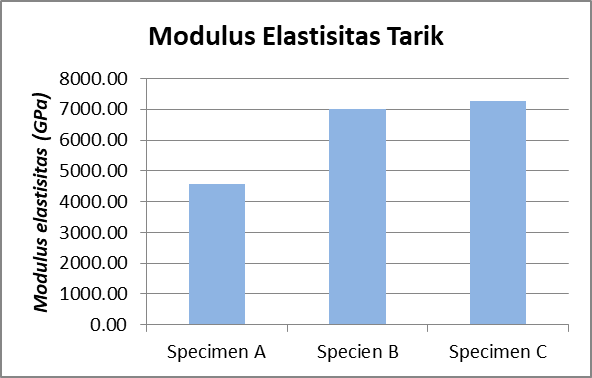 Modulus Elastisitas Tarik
Modulus elastisitas (GPa)
8000.00
7000.00
6000.00
5000.00
4000.00
3000.00
2000.00
1000.00
0.00
Specimen A
Specien B
Specimen C